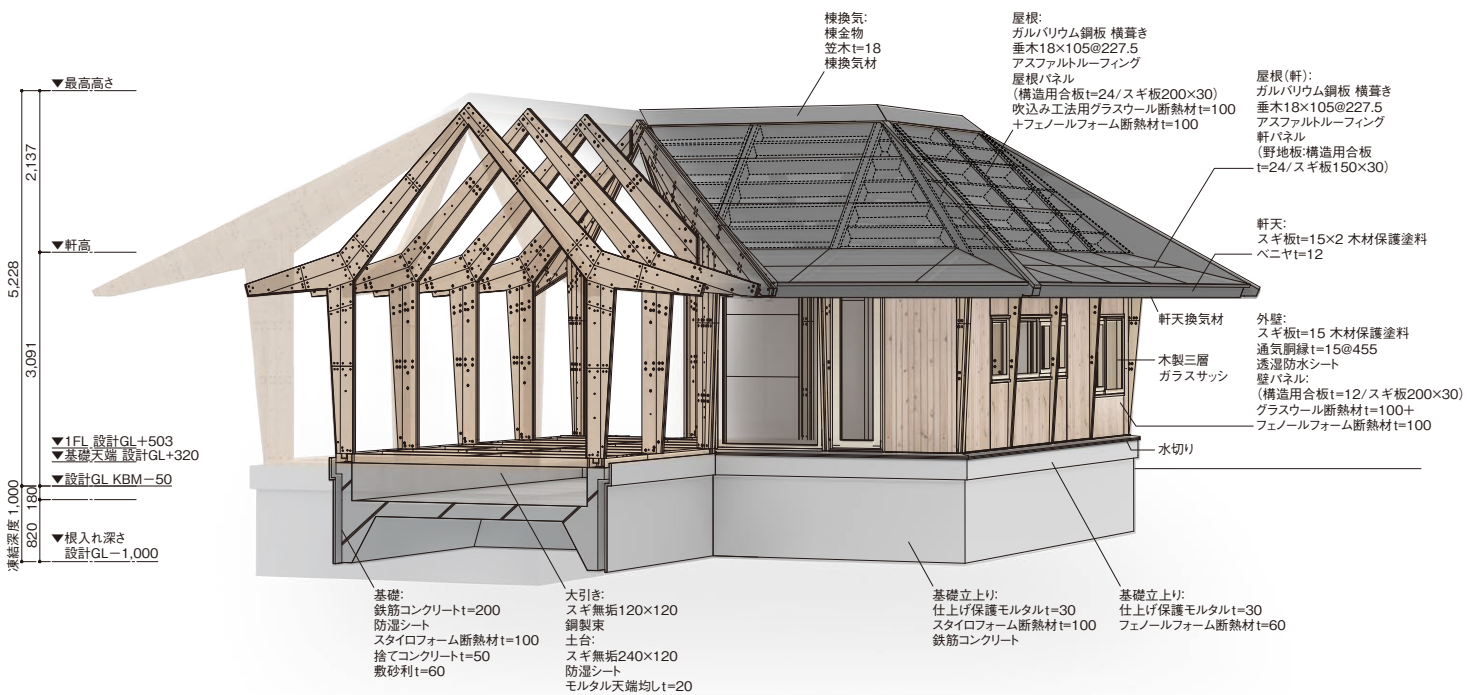 ▼最高高さ
2,137
▼軒高
5,228
3,091
▼1FL 設計GL+503
▼基礎天端 設計GL+320
▼設計GL KBM−50
180
凍結深度 1,000
820
▼根入れ深さ
設計GL−1,000
棟換気:
棟金物
笠木t=18
棟換気材
屋根:
ガルバリウム鋼板 横葺き
垂木18×105@227.5
アスファルトルーフィング
屋根パネル
(構造用合板t=24/スギ板200×30)
吹込み工法用グラスウール断熱材t=100
+フェノールフォーム断熱材t=100
屋根(軒):
ガルバリウム鋼板 横葺き
垂木18×105@227.5
アスファルトルーフィング
軒パネル
(野地板:構造用合板
t=24/スギ板150×30)
軒天:
スギ板t=15×2 木材保護塗料
ベニヤt=12
軒天換気材
木製三層
ガラスサッシ
外壁:
スギ板t=15 木材保護塗料
通気胴縁t=15@455
透湿防水シート
壁パネル:
(構造用合板t=12/スギ板200×30)
グラスウール断熱材t=100+
フェノールフォーム断熱材t=100
水切り
基礎:
鉄筋コンクリートt=200
防湿シート
スタイロフォーム断熱材t=100
捨てコンクリートt=50
敷砂利t=60
大引き:
スギ無垢120×120
鋼製束
土台:
スギ無垢240×120
防湿シート
モルタル天端均しt=20
基礎立上り:
仕上げ保護モルタルt=30
スタイロフォーム断熱材t=100
鉄筋コンクリート
基礎立上り:
仕上げ保護モルタルt=30
フェノールフォーム断熱材t=60